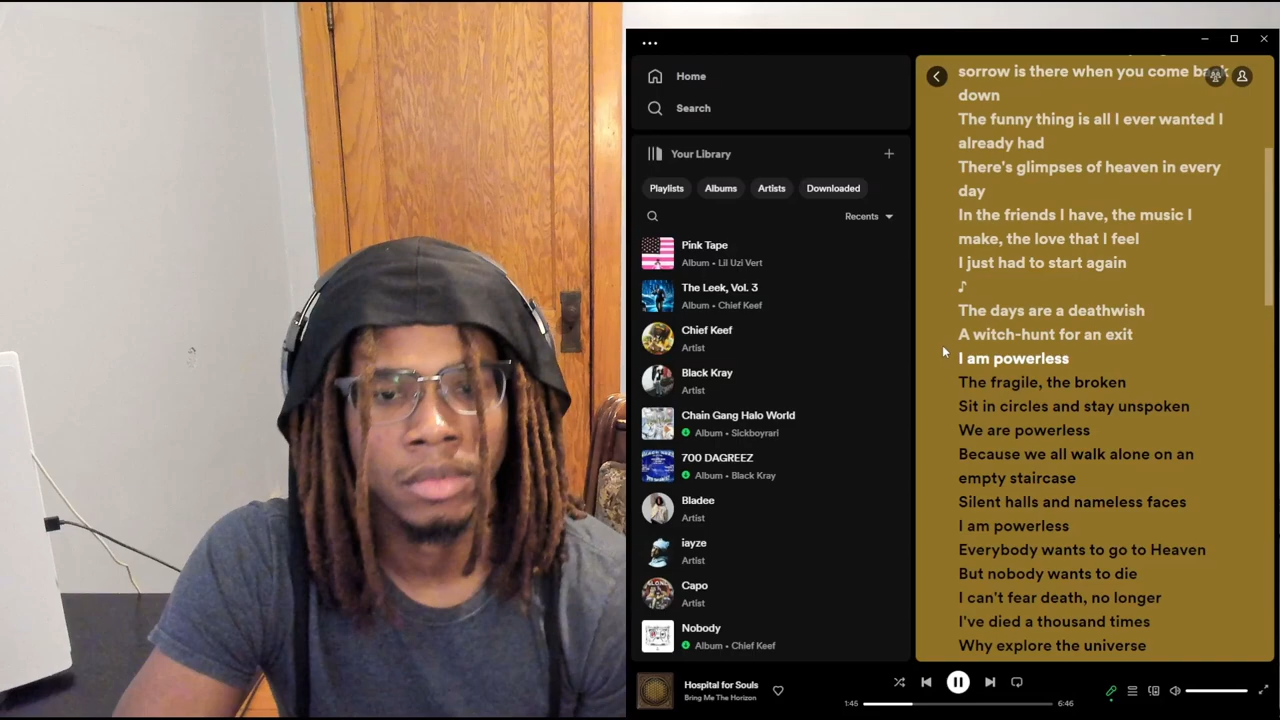 Home
Search
Your Library
Playlists
Albums
Artists
Downloaded
Recents
Pink Tape
Album • Lil Uzi Vert
The Leek, Vol. 3
Album • Chief Keef
Chief Keef
Artist
Black Kray
Artist
Chain Gang Halo World
Album • Sickboyrari
700 DAGREEZ
Album • Black Kray
Bladee
Artist
iayze
Artist
Capo
Artist
Nobody
Album • Chief Keef
sorrow is there when you come back
down
The funny thing is all I ever wanted I
already had
There's glimpses of heaven in every
day
In the friends I have, the music I
make, the love that I feel
I just had to start again
♪
The days are a deathwish
A witch-hunt for an exit
I am powerless
The fragile, the broken
Sit in circles and stay unspoken
We are powerless
Because we all walk alone on an
empty staircase
Silent halls and nameless faces
I am powerless
Everybody wants to go to Heaven
But nobody wants to die
I can't fear death, no longer
I've died a thousand times
Why explore the universe
Hospital for Souls
Bring Me The Horizon
1:45
6:46